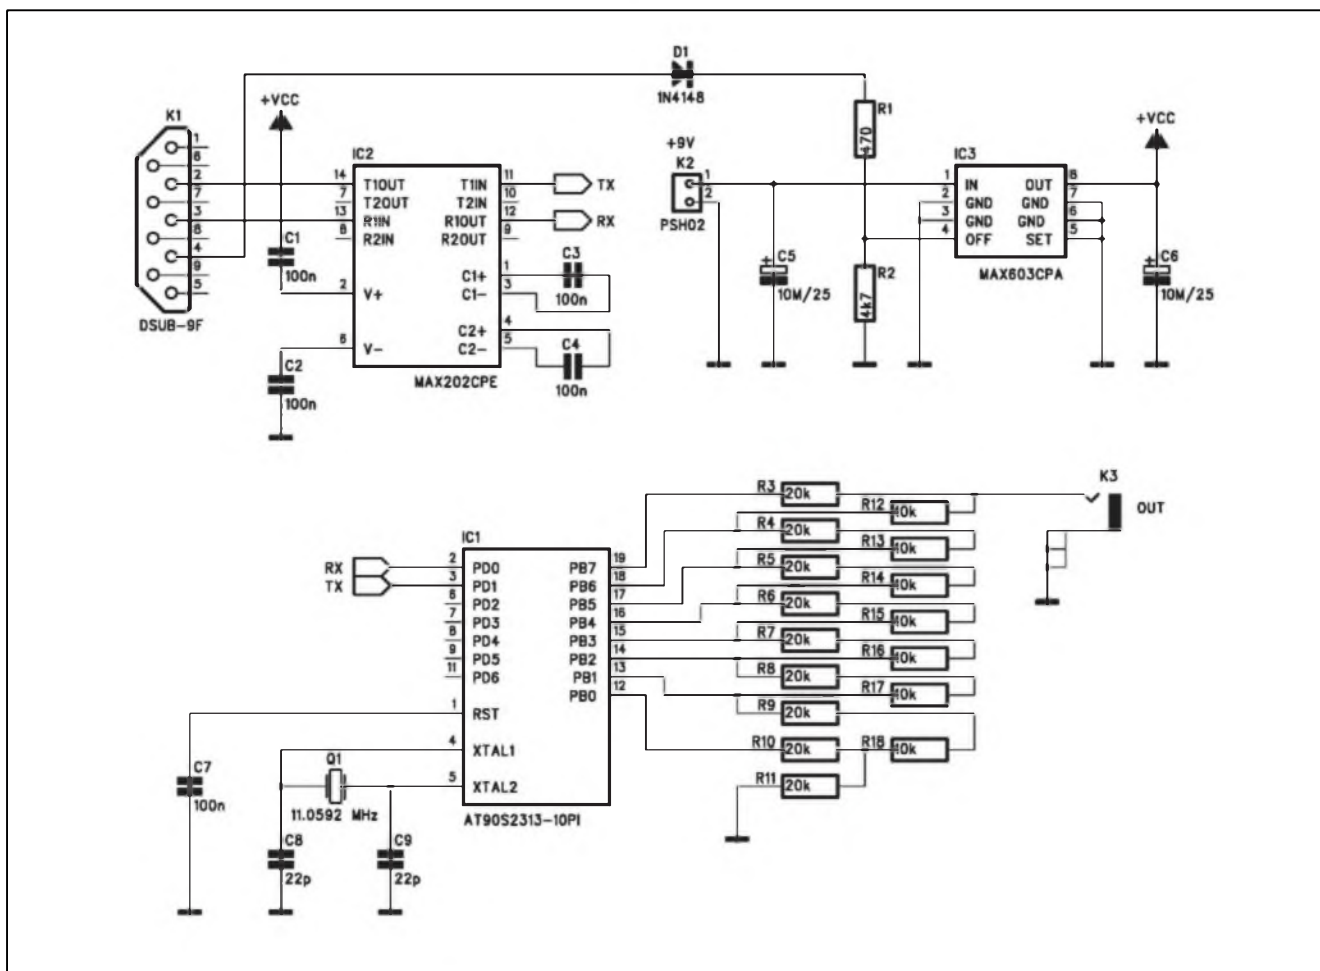 D1
1N4148
R1
470
+VCC
K1
1
6
2
7
3
8
4
9
5
DSUB-9F
IC2
14 T1OUT T1IN 11 TX
7 T2OUT T2IN 10
13 R1IN R1OUT 12 RX
8 R2IN R2OUT 9
C1+ 1
2 V+ C1- 3
C2+ 4
6 V- C2- 5
MAX202CPE
C1
100n
C2
100n
C3
100n
C4
100n
+9V
K2
1
2
PSH02
IC3
1 IN OUT 8
2 GND GND 7
3 GND GND 6
4 OFF SET 5
MAX603CPA
+VCC
+ C5
10M/25
R2
4k7
+ C6
10M/25
IC1
RX 2 PD0 PB7 19
TX 3 PD1 PB6 18
6 PD2 PB5 17
7 PD3 PB4 16
8 PD4 PB3 15
9 PD5 PB2 14
11 PD6 PB1 13
PB0 12
1 RST
4 XTAL1
5 XTAL2
AT90S2313-10PI
C7
100n
Q1
11.0592 MHz
C8
22p
C9
22p
R3 20k
R12 40k
R4 20k
R13 40k
R5 20k
R14 40k
R6 20k
R15 40k
R7 20k
R16 40k
R8 20k
R17 40k
R9 20k
R10 20k R18 40k
R11 20k
K3
OUT